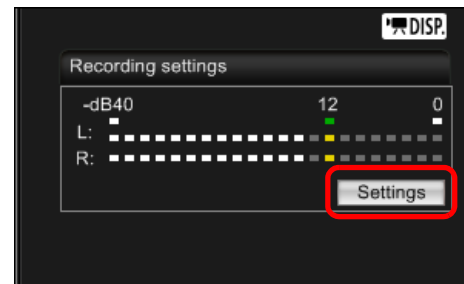 DISP.
Recording settings
-dB40 12 0
L:
R:
Settings